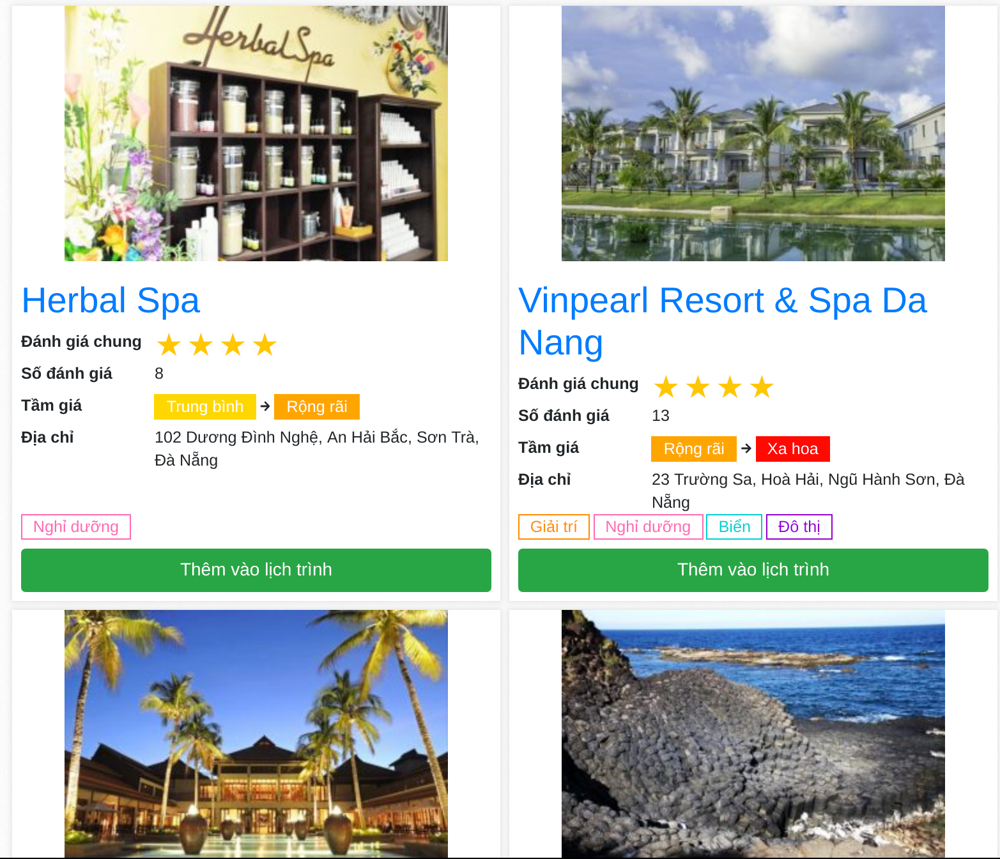 Herbal Spa
Herbal Spa
Đánh giá chung
Số đánh giá 8
Tầm giá Trung bình → Rộng rãi
Địa chỉ 102 Dương Đình Nghệ, An Hải Bắc, Sơn Trà,
Đà Nẵng
Nghỉ dưỡng
Thêm vào lịch trình
Vinpearl Resort & Spa Da
Nang
Đánh giá chung
Số đánh giá 13
Tầm giá Rộng rãi → Xa hoa
Địa chỉ 23 Trường Sa, Hoà Hải, Ngũ Hành Sơn, Đà
Nẵng
Giải trí Nghỉ dưỡng Biển Đô thị
Thêm vào lịch trình